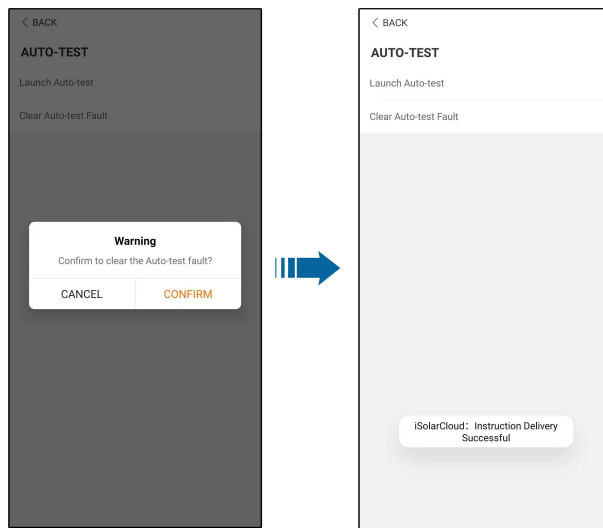 < BACK
AUTO-TEST
Launch Auto-test
Clear Auto-test Fault
Warning
Confirm to clear the Auto-test fault?
CANCEL CONFIRM
< BACK
AUTO-TEST
Launch Auto-test
Clear Auto-test Fault
iSolarCloud：Instruction Delivery
Successful